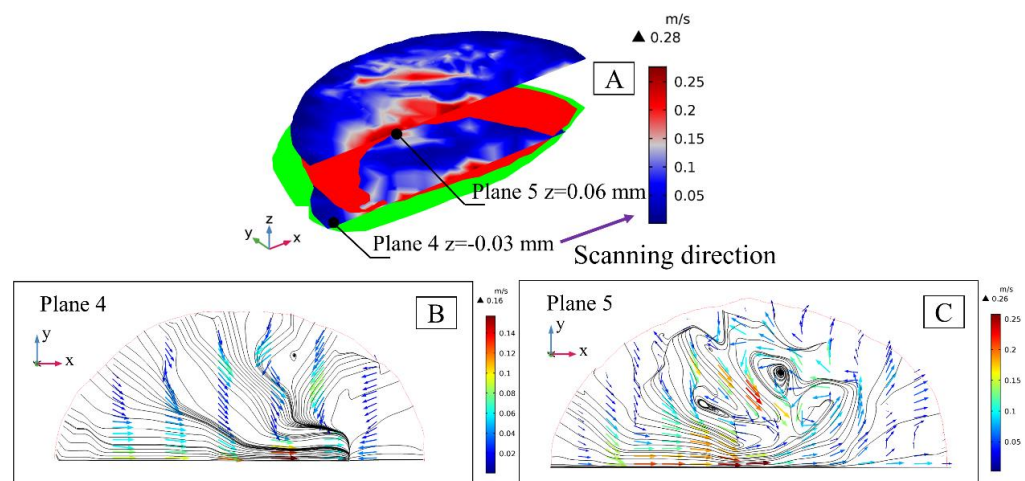 m/s
▲ 0.28
A
0.25
0.2
0.15
0.1
0.05
Plane 5 z=0.06 mm
Plane 4 z=-0.03 mm
Scanning direction
z
y
x
Plane 4
B
m/s
▲ 0.16
y
x
0.14
0.12
0.1
0.08
0.06
0.04
0.02
Plane 5
C
m/s
▲ 0.26
y
x
0.25
0.2
0.15
0.1
0.05